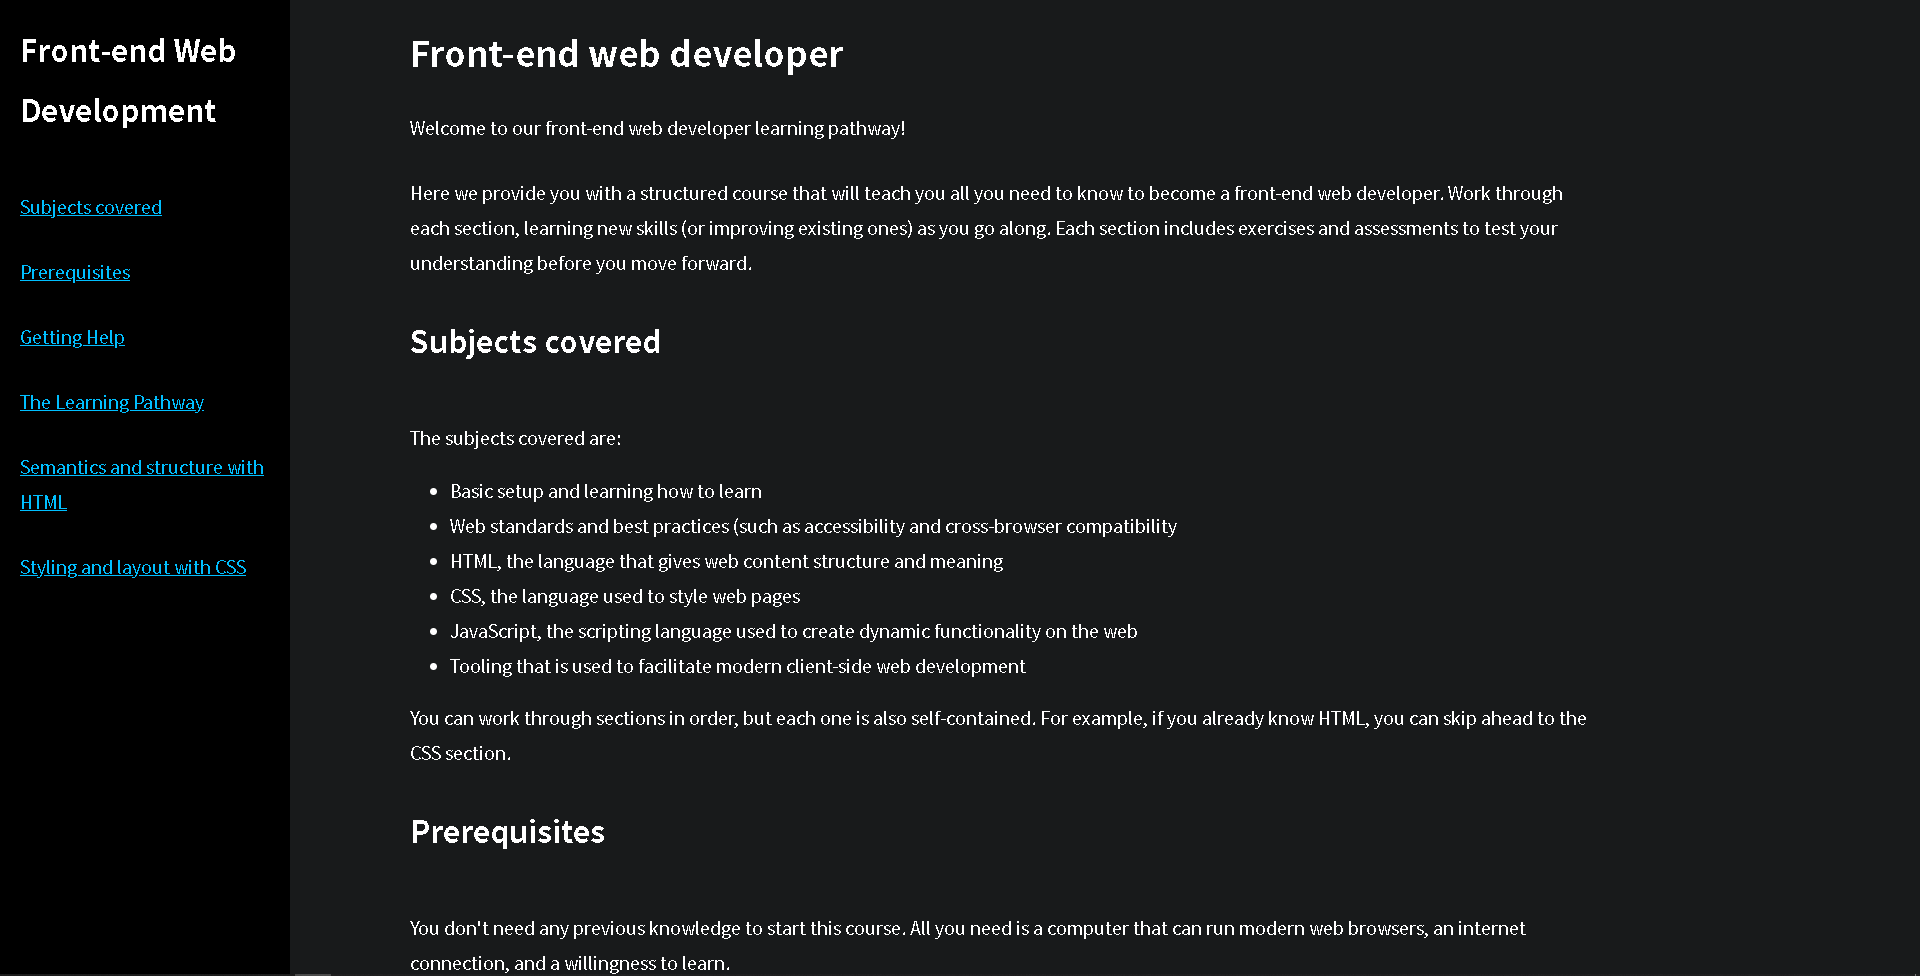 Front-end Web
Development
Subjects covered
Prerequisites
Getting Help
The Learning Pathway
Semantics and structure with
HTML
Styling and layout with CSS
Front-end web developer
Welcome to our front-end web developer learning pathway!
Here we provide you with a structured course that will teach you all you need to know to become a front-end web developer. Work through
each section, learning new skills (or improving existing ones) as you go along. Each section includes exercises and assessments to test your
understanding before you move forward.
Subjects covered
The subjects covered are:
• Basic setup and learning how to learn
• Web standards and best practices (such as accessibility and cross-browser compatibility
• HTML, the language that gives web content structure and meaning
• CSS, the language used to style web pages
• JavaScript, the scripting language used to create dynamic functionality on the web
• Tooling that is used to facilitate modern client-side web development
You can work through sections in order, but each one is also self-contained. For example, if you already know HTML, you can skip ahead to the
CSS section.
Prerequisites
You don't need any previous knowledge to start this course. All you need is a computer that can run modern web browsers, an internet
connection, and a willingness to learn.